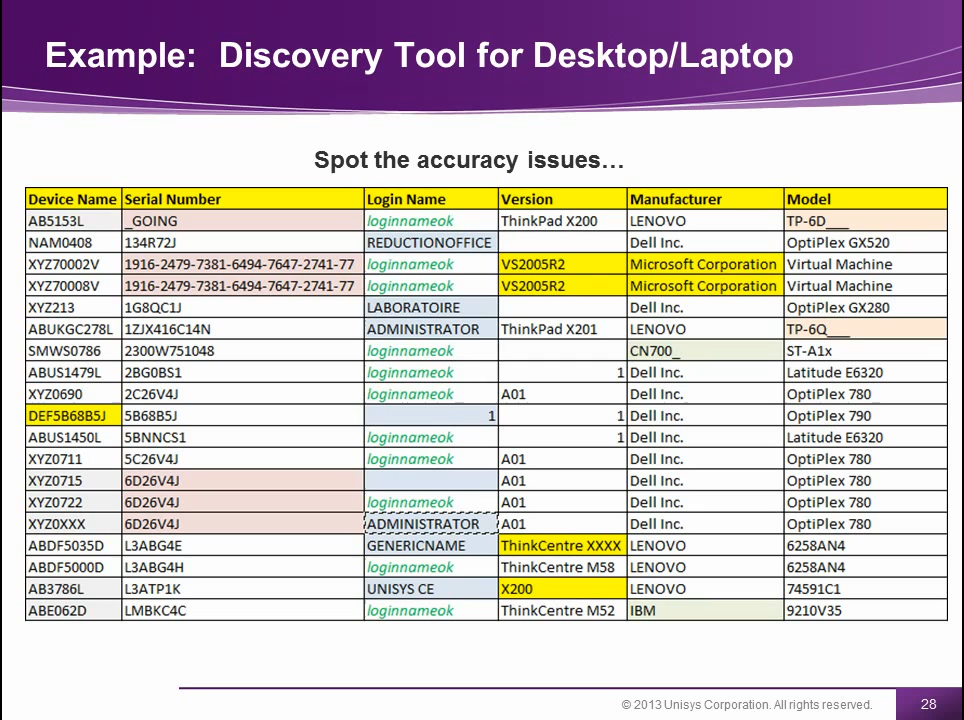 Example: Discovery Tool for Desktop/Laptop
Spot the accuracy issues…
Device Name Serial Number Login Name Version Manufacturer Model
AB5153L _GOING loginnameok ThinkPad X200 LENOVO TP-6D___
NAM0408 134R72J REDUCTIONOFFICE Dell Inc. OptiPlex GX520
XYZ70002V 1916-2479-7381-6494-7647-2741-77 loginnameok VS2005R2 Microsoft Corporation Virtual Machine
XYZ70008V 1916-2479-7381-6494-7647-2741-77 loginnameok VS2005R2 Microsoft Corporation Virtual Machine
XYZ213 1G8QC1J LABORATOIRE Dell Inc. OptiPlex GX280
ABUKGC278L 1ZJX416C14N ADMINISTRATOR ThinkPad X201 LENOVO TP-6Q___
SMWS0786 2300W751048 loginnameok CN700_ ST-A1x
ABUS1479L 2BG0BS1 loginnameok 1 Dell Inc. Latitude E6320
XYZ0690 2C26V4J loginnameok A01 Dell Inc. OptiPlex 780
DEF5B68B5J 5B68B5J 1 1 Dell Inc. OptiPlex 790
ABUS1450L 5BNNCS1 loginnameok 1 Dell Inc. Latitude E6320
XYZ0711 5C26V4J loginnameok A01 Dell Inc. OptiPlex 780
XYZ0715 6D26V4J A01 Dell Inc. OptiPlex 780
XYZ0722 6D26V4J loginnameok A01 Dell Inc. OptiPlex 780
XYZ0XXX 6D26V4J ADMINISTRATOR A01 Dell Inc. OptiPlex 780
ABDF5035D L3ABG4E GENERICNAME ThinkCentre XXXX LENOVO 6258AN4
ABDF5000D L3ABG4H loginnameok ThinkCentre M58 LENOVO 6258AN4
AB3786L L3ATP1K UNISYS CE X200 LENOVO 74591C1
ABE062D LMBKC4C loginnameok ThinkCentre M52 IBM 9210V35
© 2013 Unisys Corporation. All rights reserved. 28